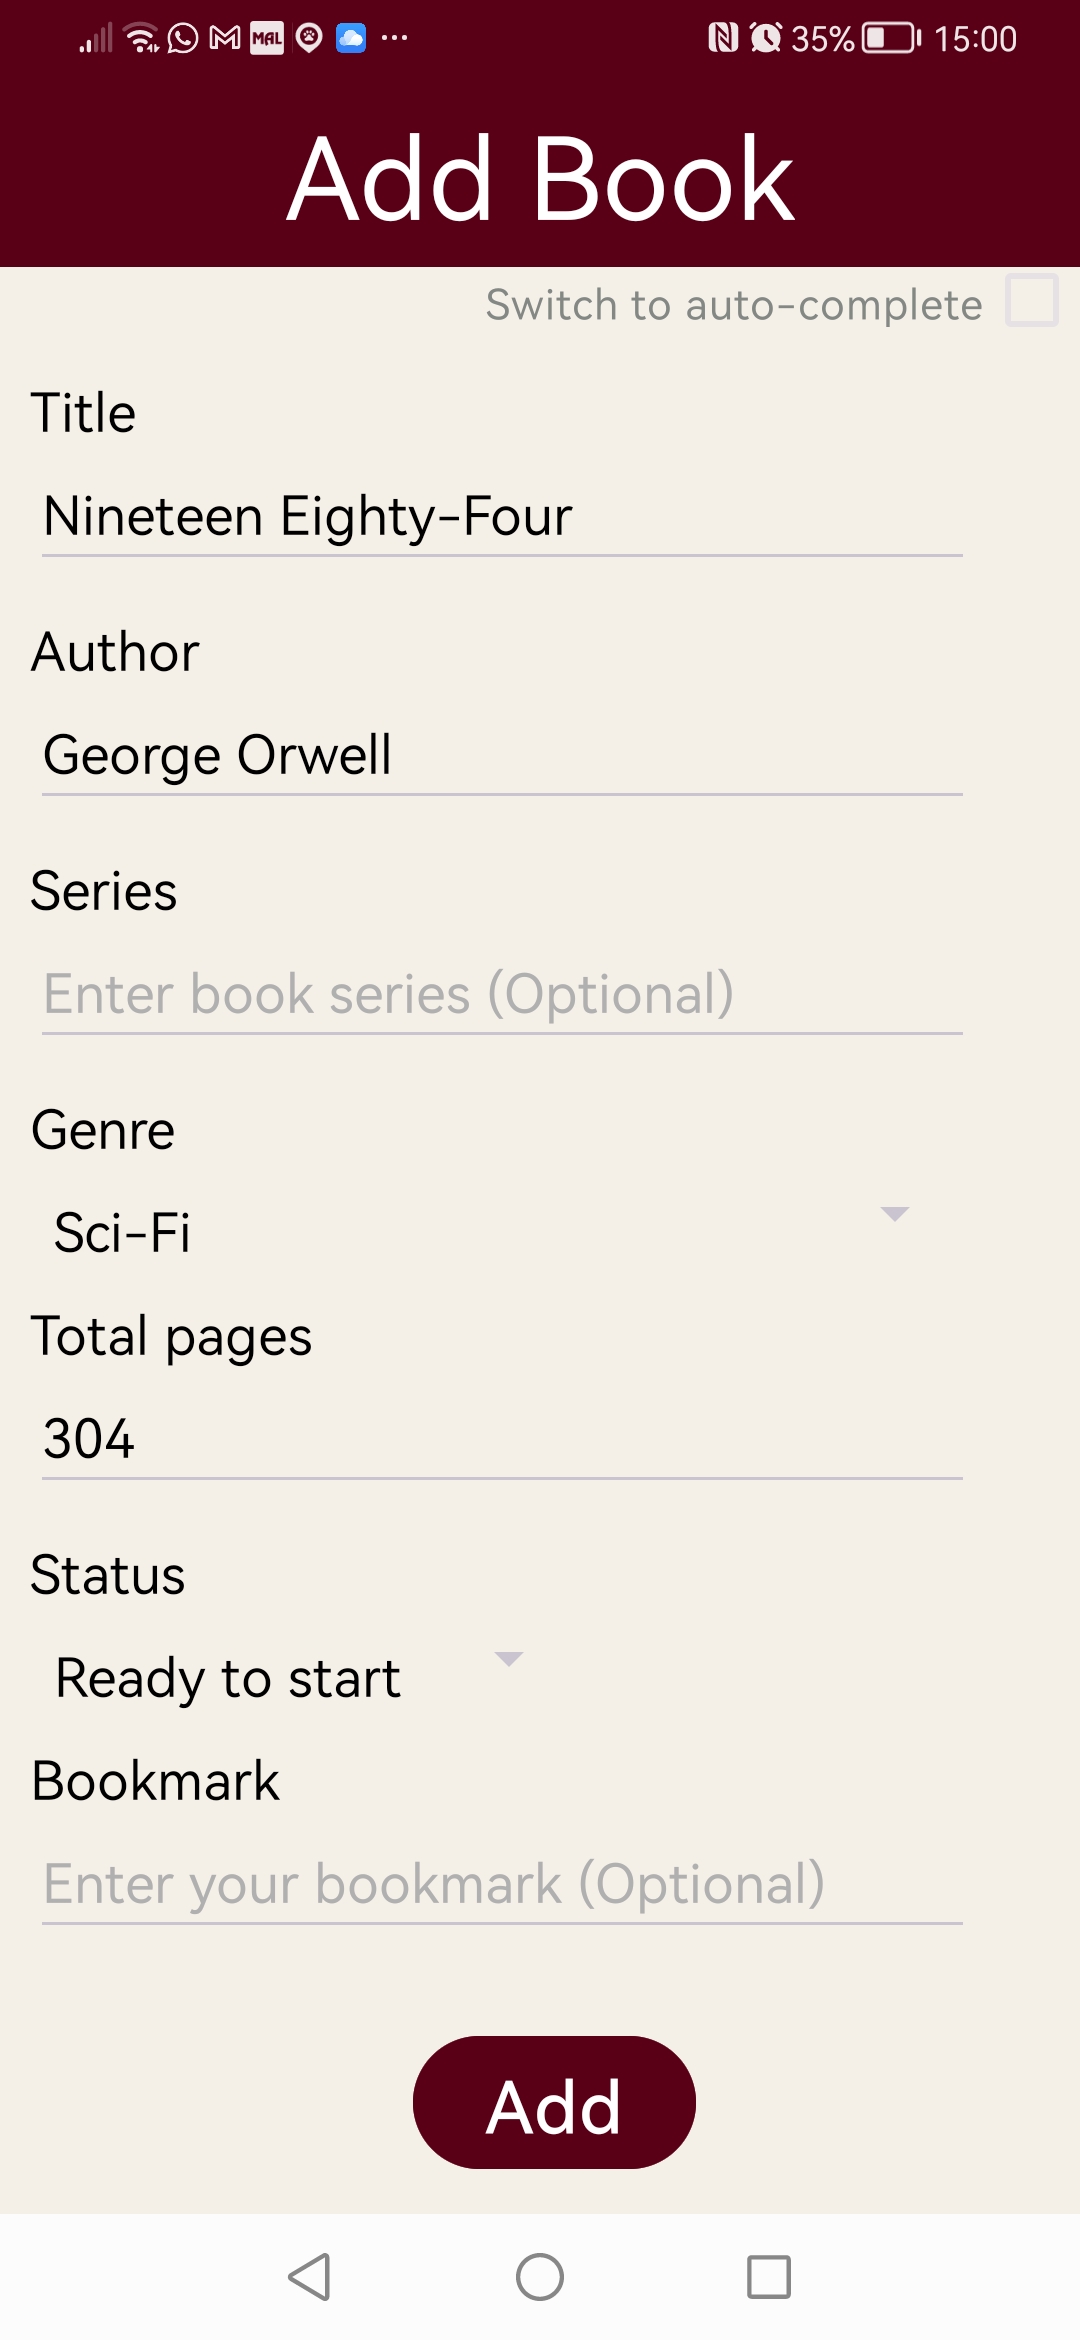 MAL 35% 15:00
Add Book
Switch to auto-complete
Title
Nineteen Eighty-Four
Author
George Orwell
Series
Enter book series (Optional)
Genre
Sci-Fi
Total pages
304
Status
Ready to start
Bookmark
Enter your bookmark (Optional)
Add